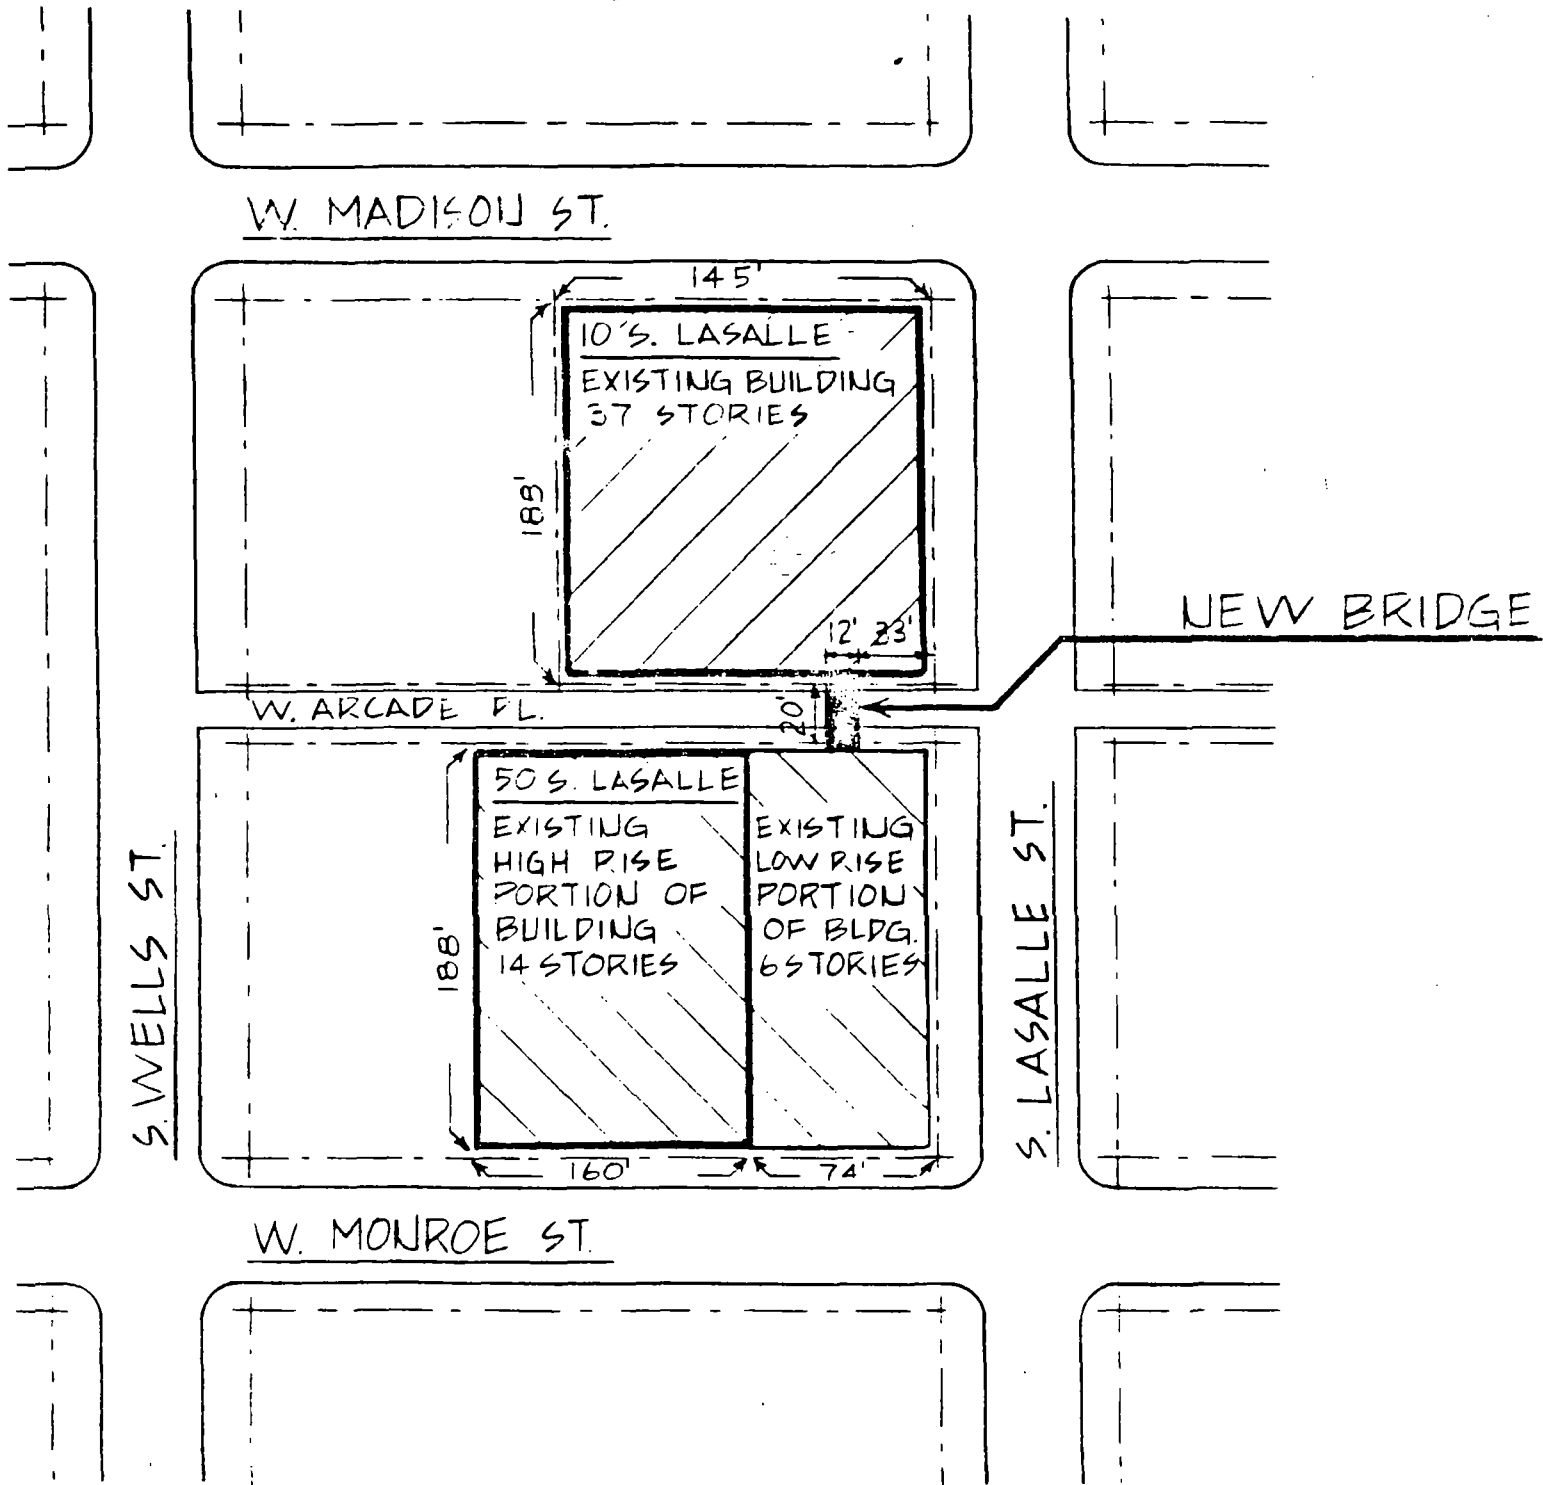 W. MADISON ST.
145'
10 S. LASALLE
EXISTING BUILDING
37 STORIES
188'
12' 23'
NEW BRIDGE
W. ARCADE PL.
20'
50 S. LASALLE
EXISTING
HIGH RISE
PORTION OF
BUILDING
14 STORIES
EXISTING
LOW RISE
PORTION
OF BLDG.
6 STORIES
188'
S. WELLS ST.
S. LASALLE ST.
160'
74'
W. MONROE ST.